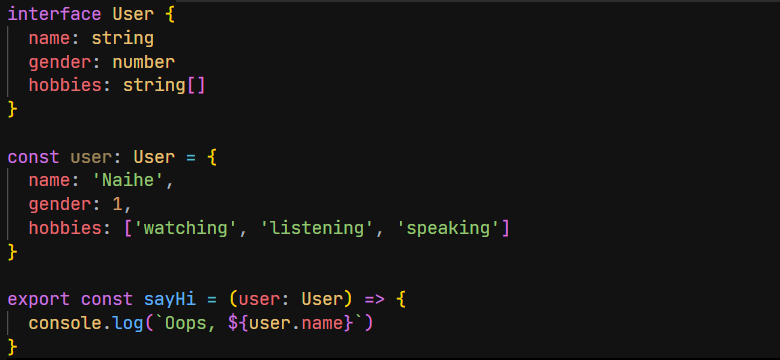 interface User {
  name: string
  gender: number
  hobbies: string[]
}
const user: User = {
  name: 'Naihe',
  gender: 1,
  hobbies: ['watching', 'listening', 'speaking']
}
export const sayHi = (user: User) => {
  console.log(`Oops, ${user.name}`)
}